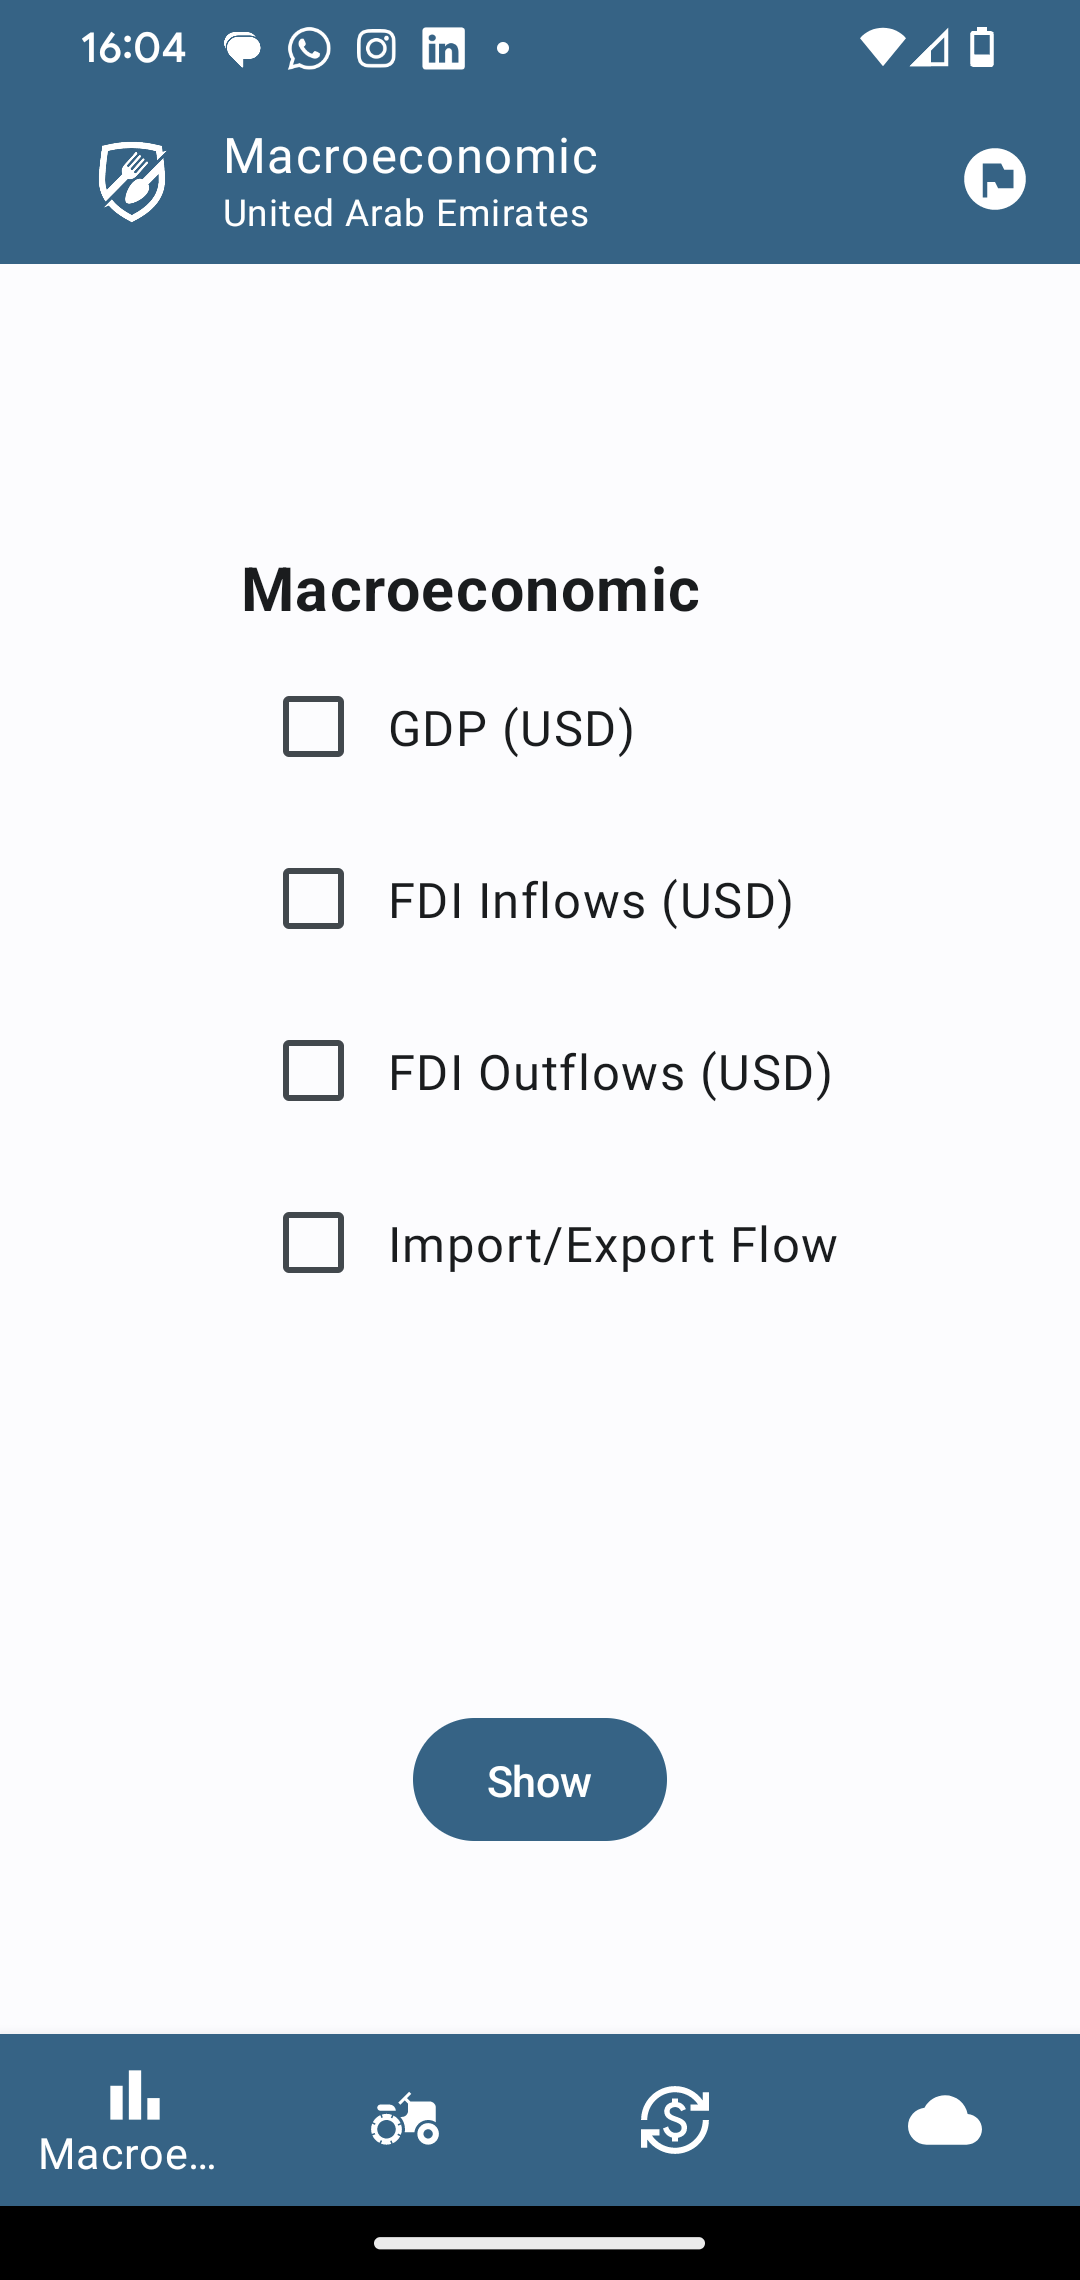 16:04
Macroeconomic
United Arab Emirates
Macroeconomic
GDP (USD)
FDI Inflows (USD)
FDI Outflows (USD)
Import/Export Flow
Show
Macroe...